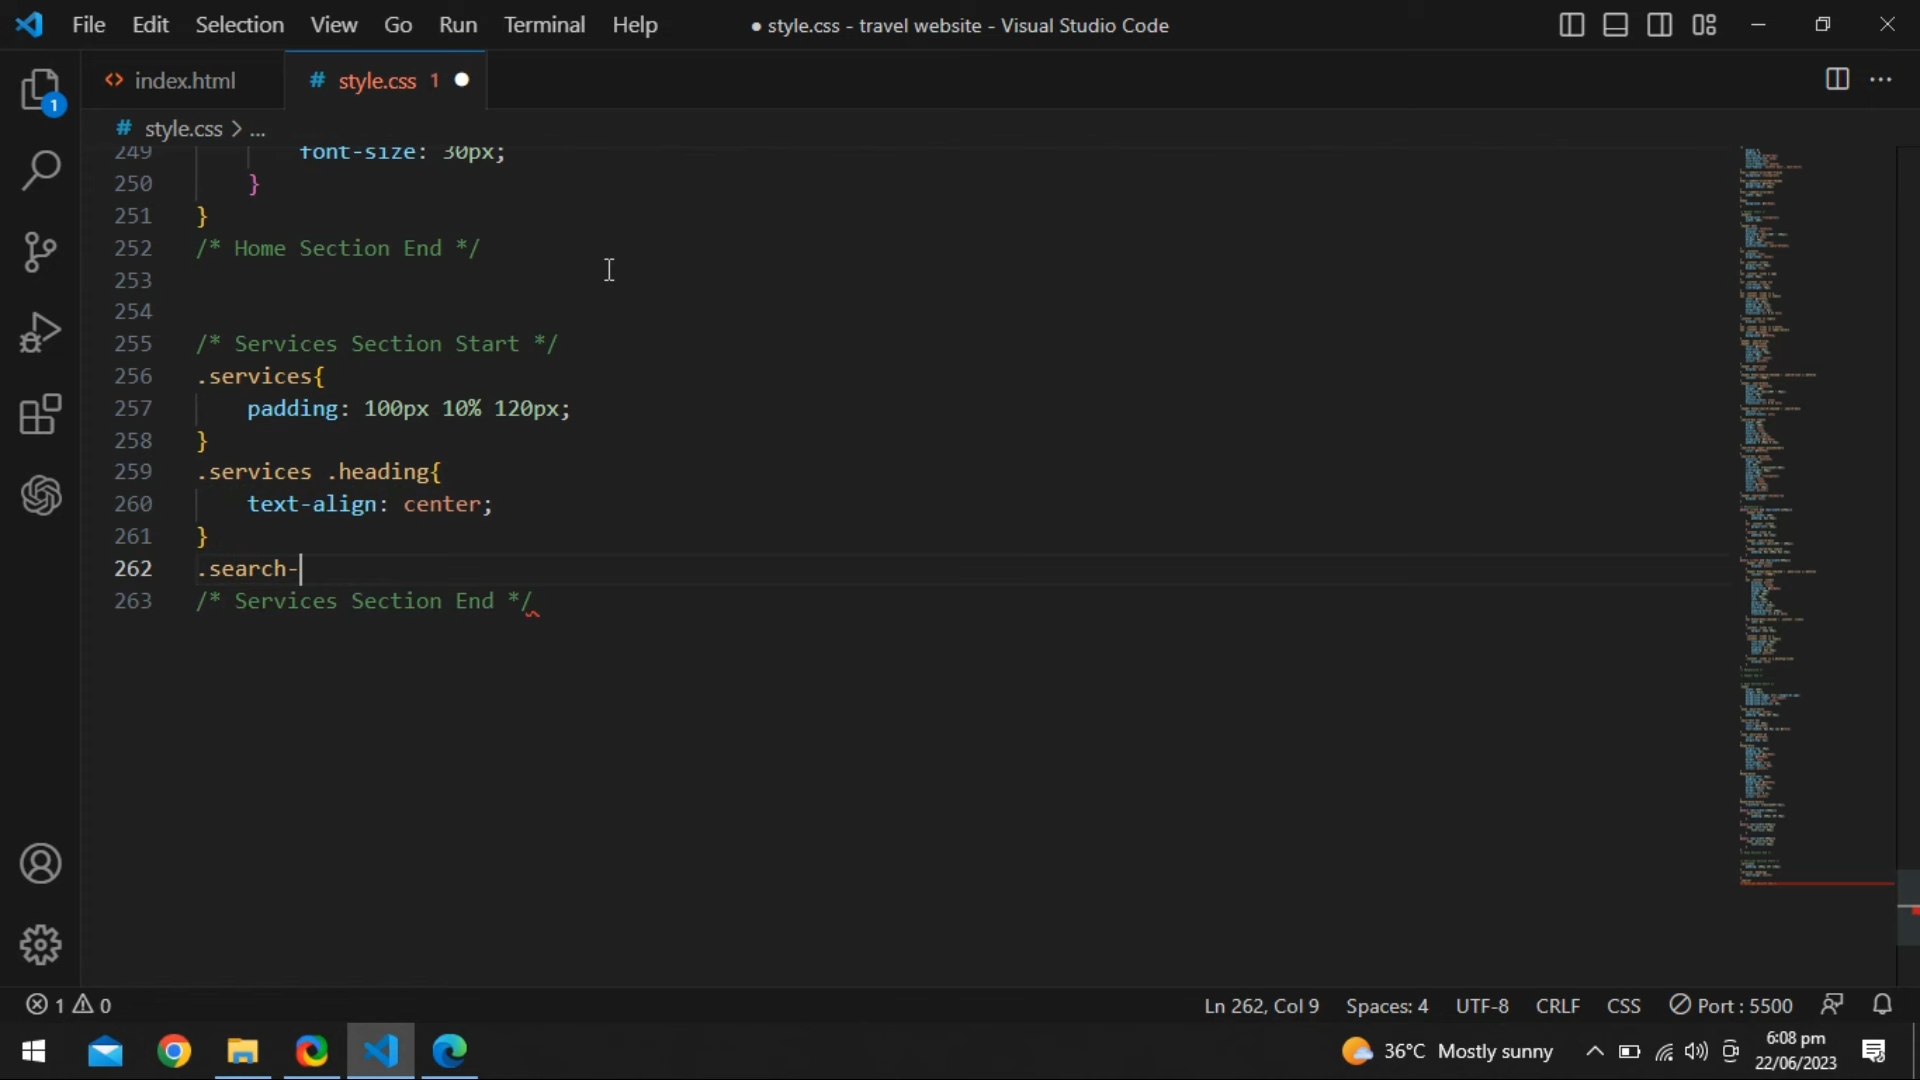 File Edit Selection View Go Run Terminal Help
● style.css - travel website - Visual Studio Code
1
<> index.html
# style.css 1 ●
# style.css > ...
249 font-size: 30px;
250 }
251 }
252 /* Home Section End */
253
254
255 /* Services Section Start */
256 .services{
257 padding: 100px 10% 120px;
258 }
259 .services .heading{
260 text-align: center;
261 }
262 .search-
263 /* Services Section End */
1 0
Ln 262, Col 9 Spaces: 4 UTF-8 CRLF CSS Port : 5500
36°C Mostly sunny
6:08 pm
22/06/2023